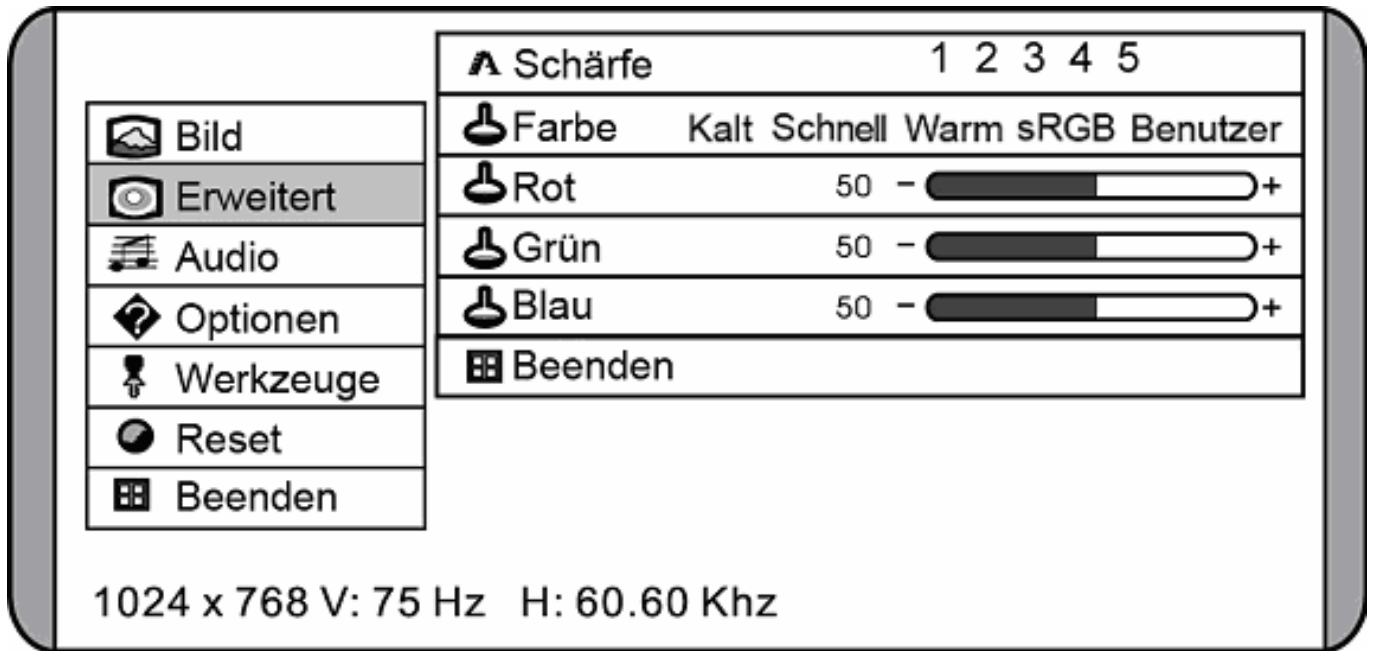 Bild
Erweitert
Audio
Optionen
Werkzeuge
Reset
Beenden
Schärfe 1 2 3 4 5
Farbe Kalt Schnell Warm sRGB Benutzer
Rot 50 - +
Grün 50 - +
Blau 50 - +
Beenden
1024 x 768 V: 75 Hz H: 60.60 Khz